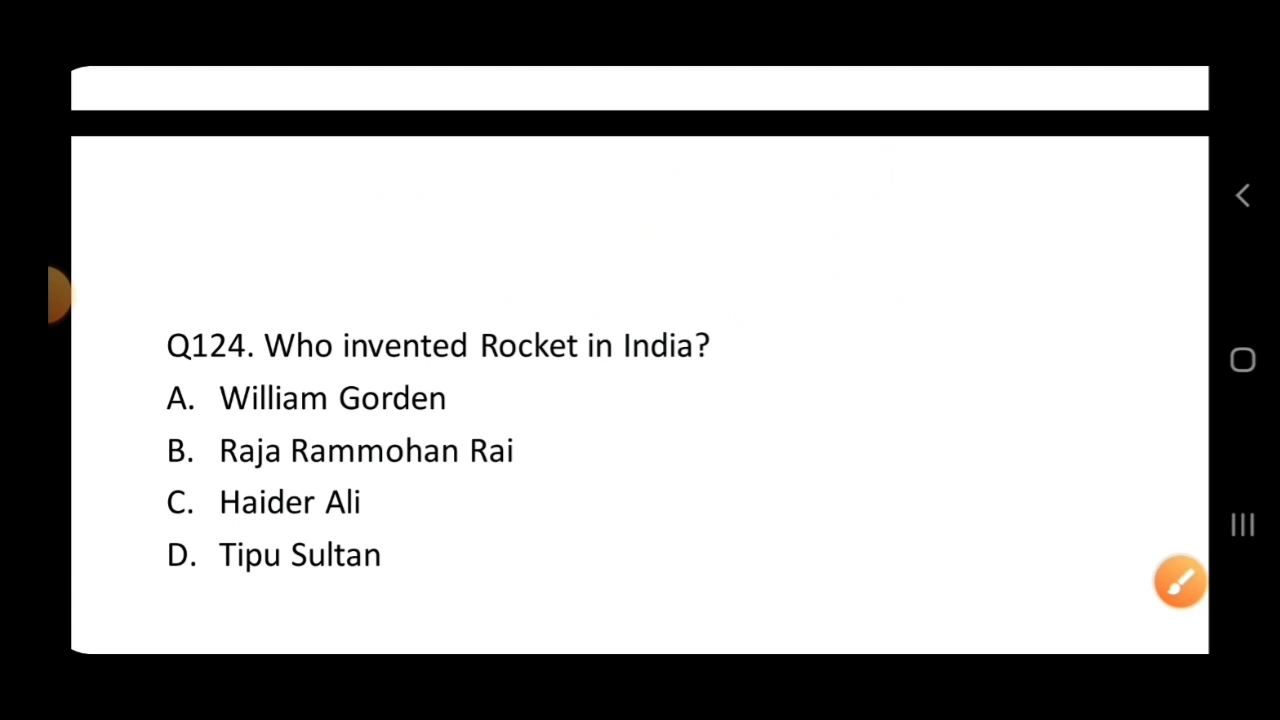 Q124. Who invented Rocket in India?
A. William Gorden
B. Raja Rammohan Rai
C. Haider Ali
D. Tipu Sultan